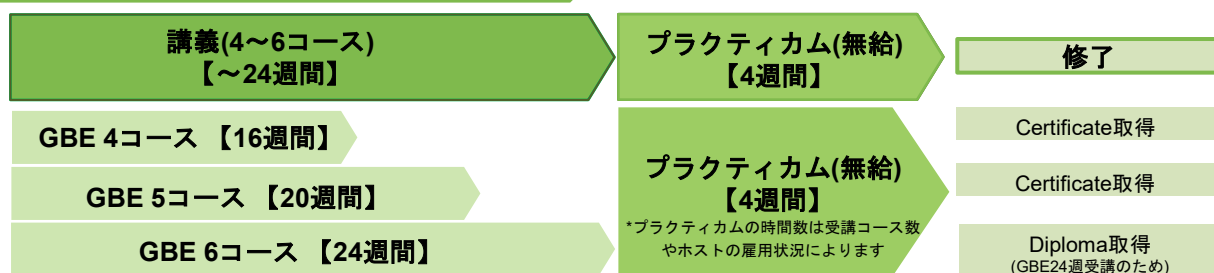 講義(4～6コース)
【～24週間】
プラクティカム(無給)
【4週間】
修了
GBE 4コース 【16週間】
GBE 5コース 【20週間】
GBE 6コース 【24週間】
プラクティカム(無給)
【4週間】
*プラクティカムの時間数は受講コース数
やホストの雇用状況によります
Certificate取得
Certificate取得
Diploma取得
(GBE24週受講のため)